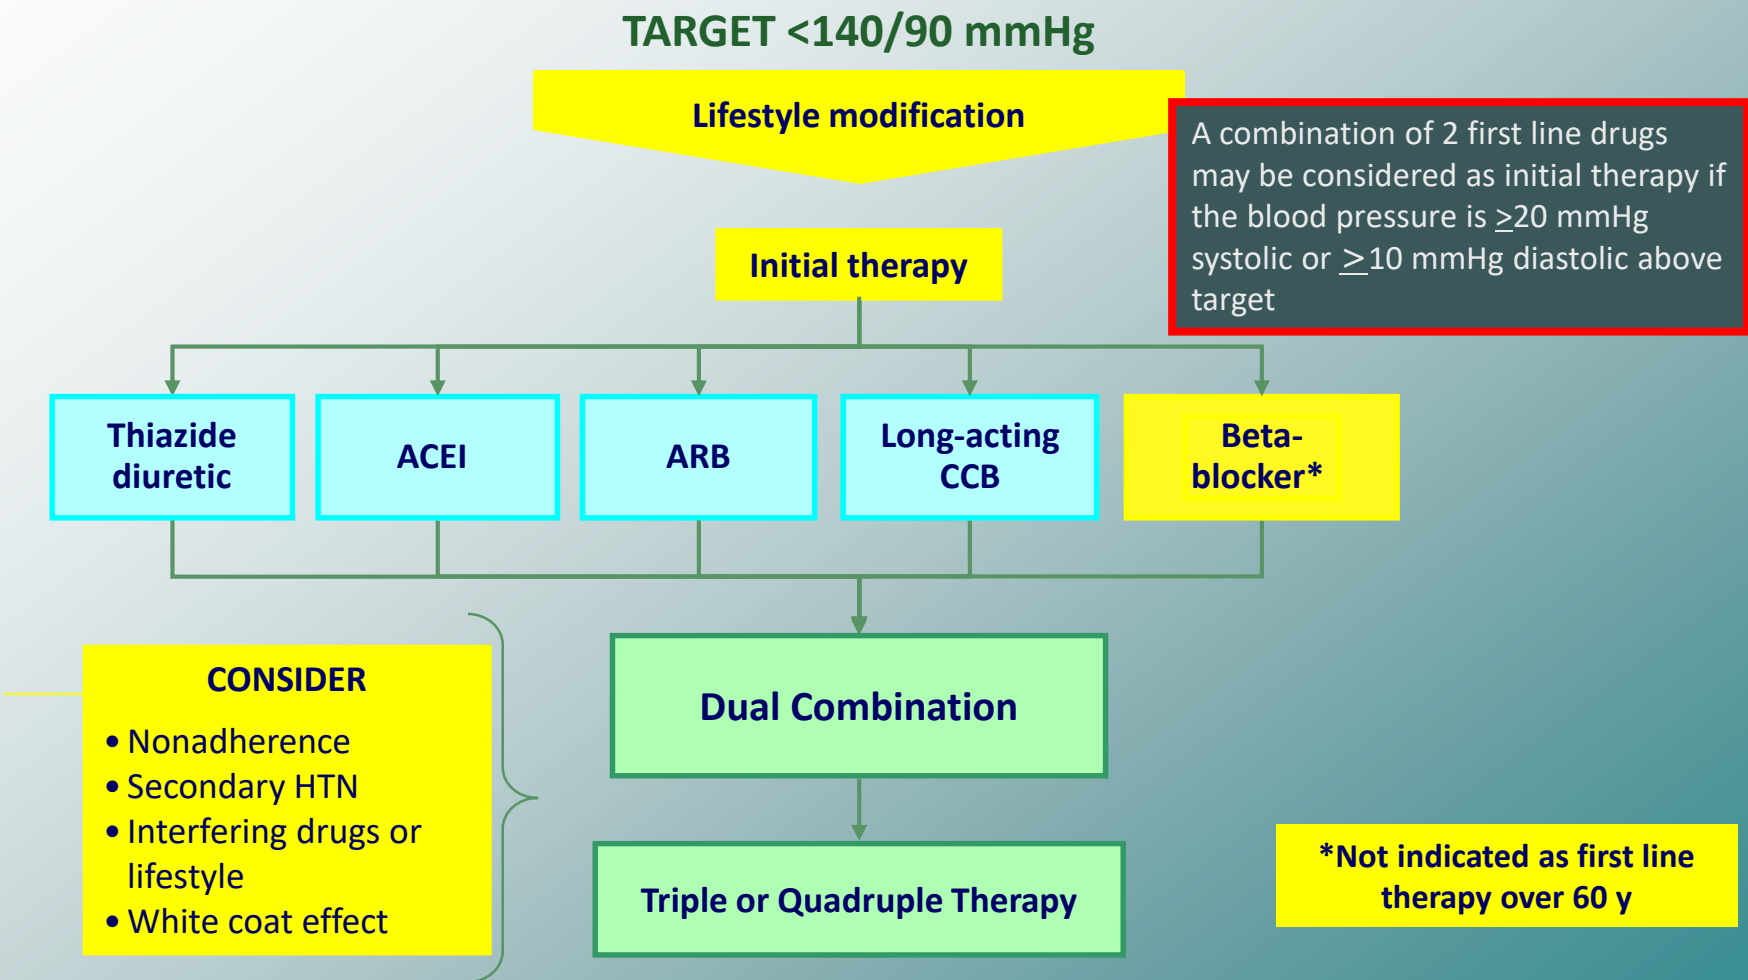 TARGET <140/90 mmHg
Lifestyle modification
A combination of 2 first line drugs
may be considered as initial therapy if
the blood pressure is ≥20 mmHg
systolic or ≥10 mmHg diastolic above
target
Initial therapy
Thiazide
diuretic
ACEI
ARB
Long-acting
CCB
Beta-
blocker*
CONSIDER
• Nonadherence
• Secondary HTN
• Interfering drugs or
lifestyle
• White coat effect
Dual Combination
Triple or Quadruple Therapy
*Not indicated as first line
therapy over 60 y